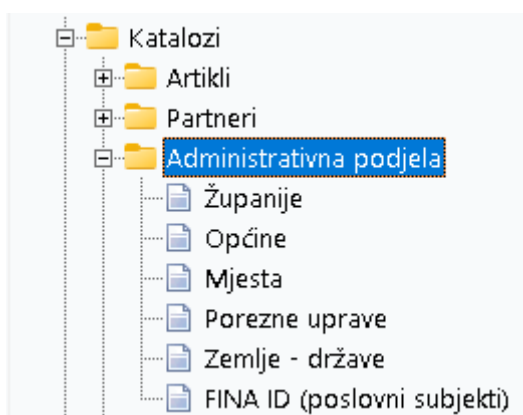 Katalozi
Artikli
Partneri
Administrativna podjela
Županije
Općine
Mjesta
Porezne uprave
Zemlje - države
FINA ID (poslovni subjekti)